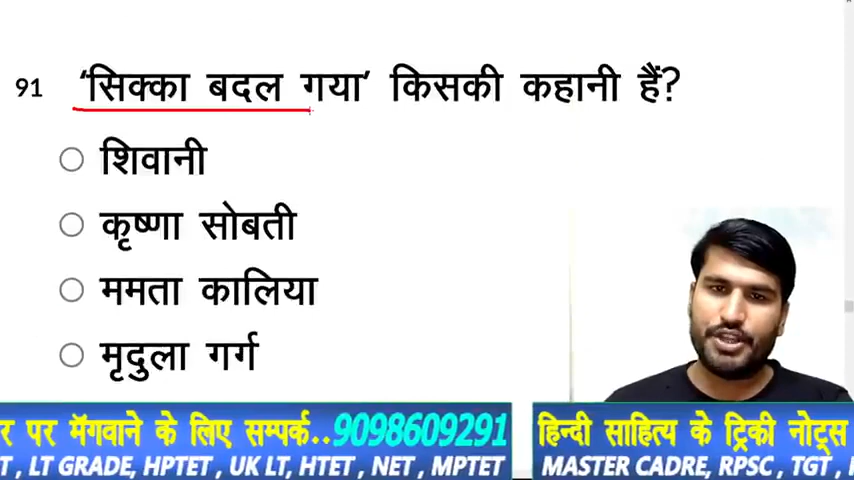 91 'सिक्का बदल गया' किसकी कहानी हैं?
शिवानी
कृष्णा सोबती
ममता कालिया
मृदुला गर्ग
र पर मॅगवाने के लिए सम्पर्क..9098609291
हिन्दी साहित्य के ट्रिकी नोट्स
T , LT GRADE, HPTET , UK LT, HTET , NET , MPTET
MASTER CADRE, RPSC , TGT ,